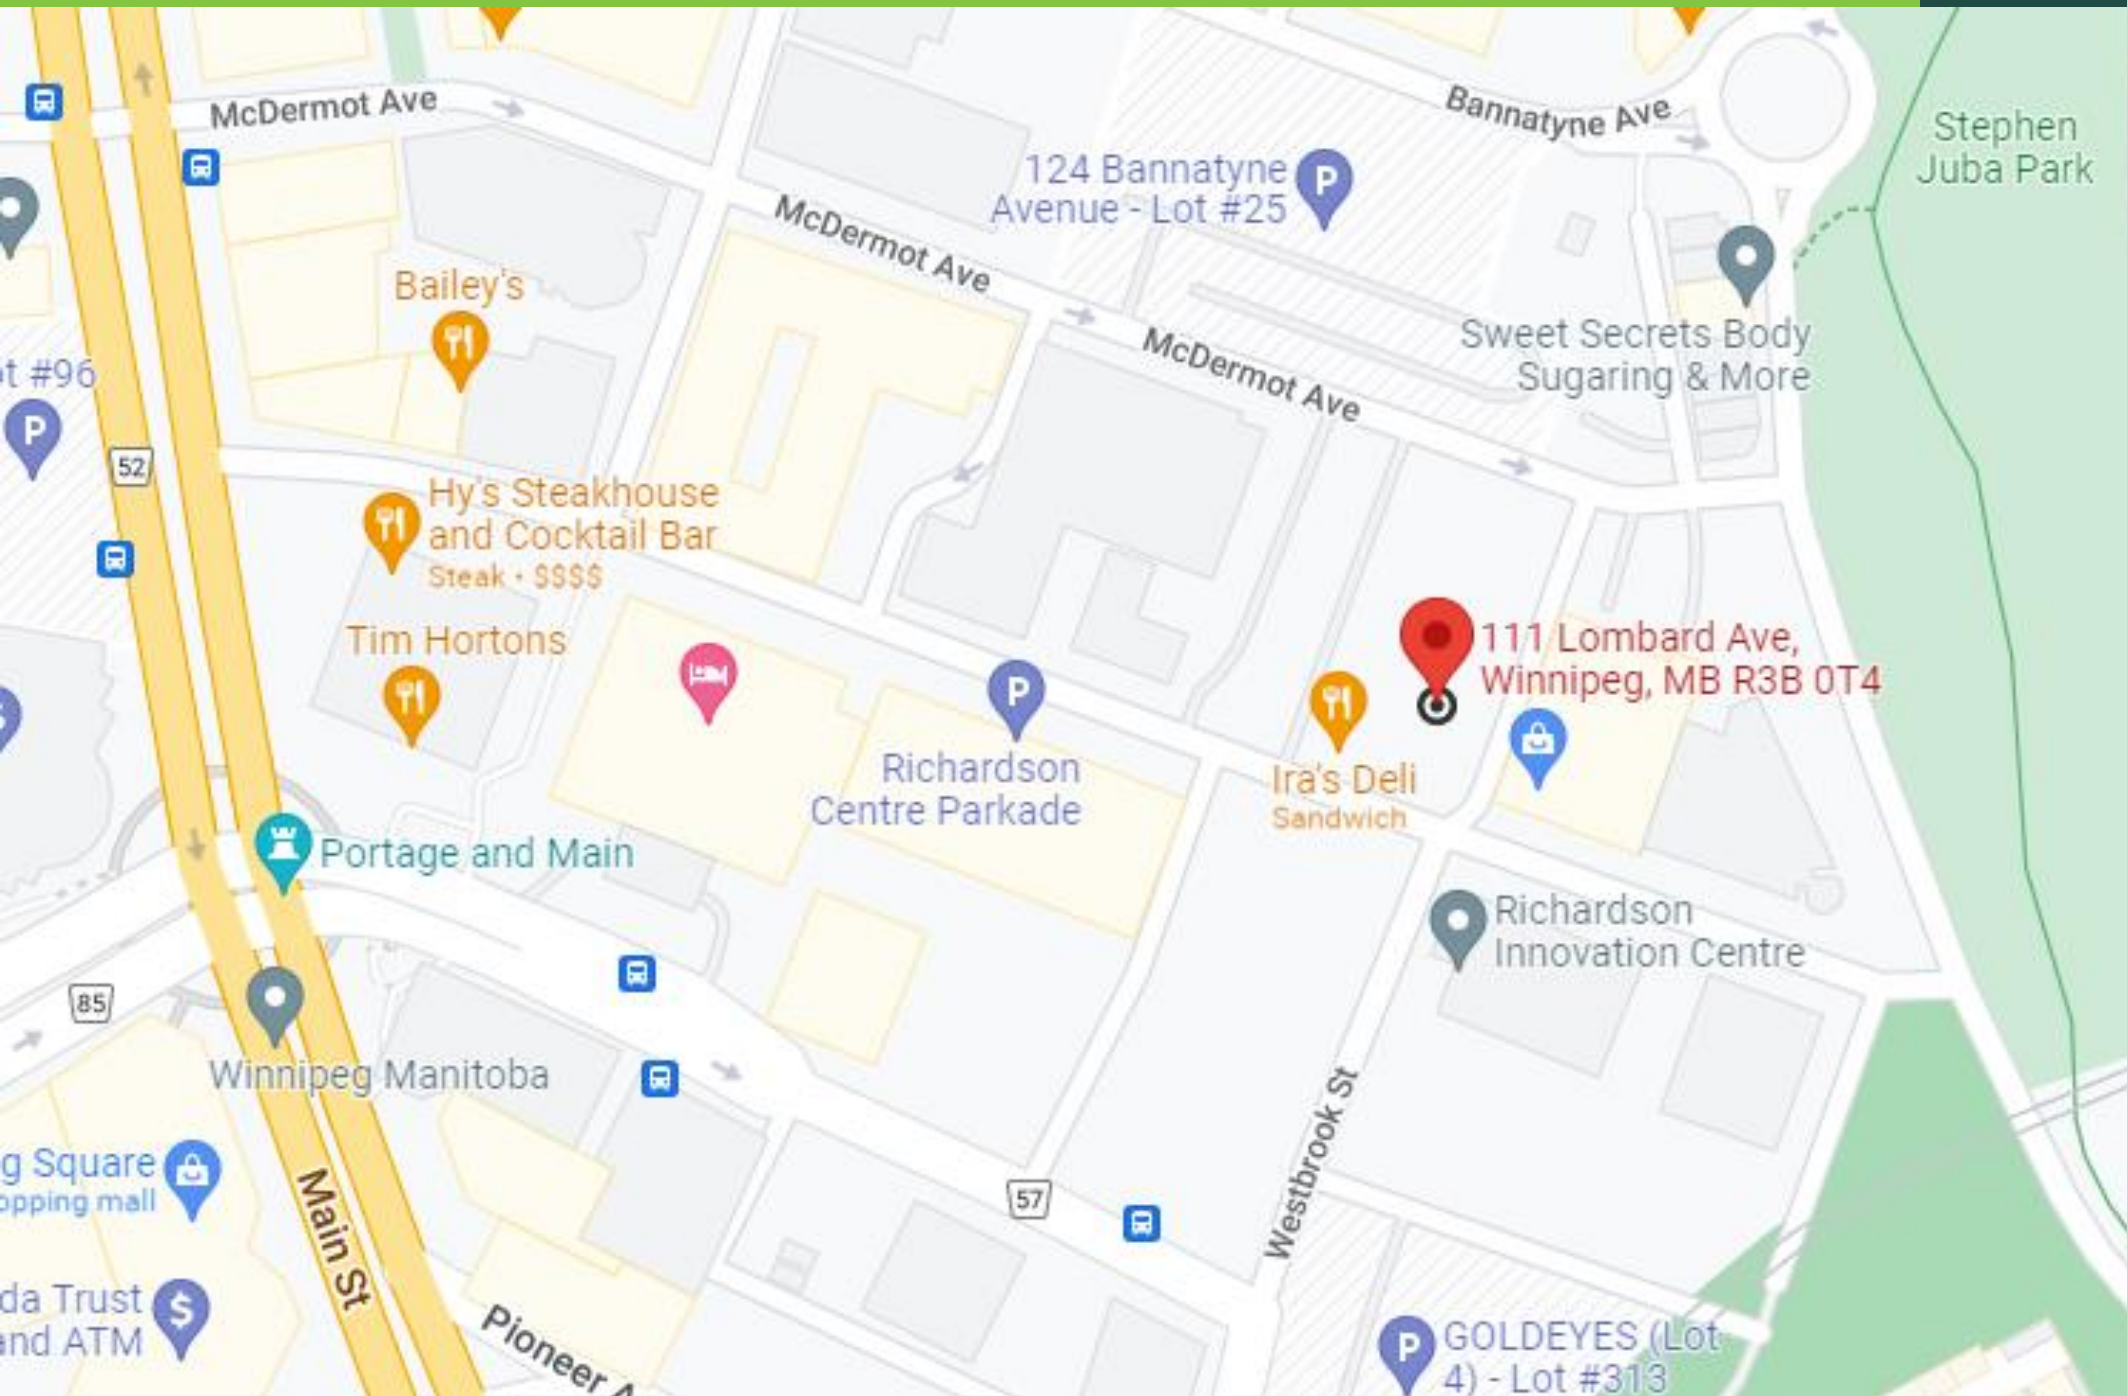 McDermot Ave
Bannatyne Ave
Stephen
Juba Park
124 Bannatyne
Avenue - Lot #25
P
McDermot Ave
Bailey's
Sweet Secrets Body
Sugaring & More
McDermot Ave
#96
P
52
Hy's Steakhouse
and Cocktail Bar
Steak · $$$$
Tim Hortons
111 Lombard Ave,
Winnipeg, MB R3B 0T4
P
Richardson
Centre Parkade
Ira's Deli
Sandwich
Portage and Main
Richardson
Innovation Centre
85
Winnipeg Manitoba
Westbrook St
g Square
opping mall
57
Main St
da Trust
and ATM
$
Pioneer A
P
GOLDEYES (Lot
4) - Lot #313